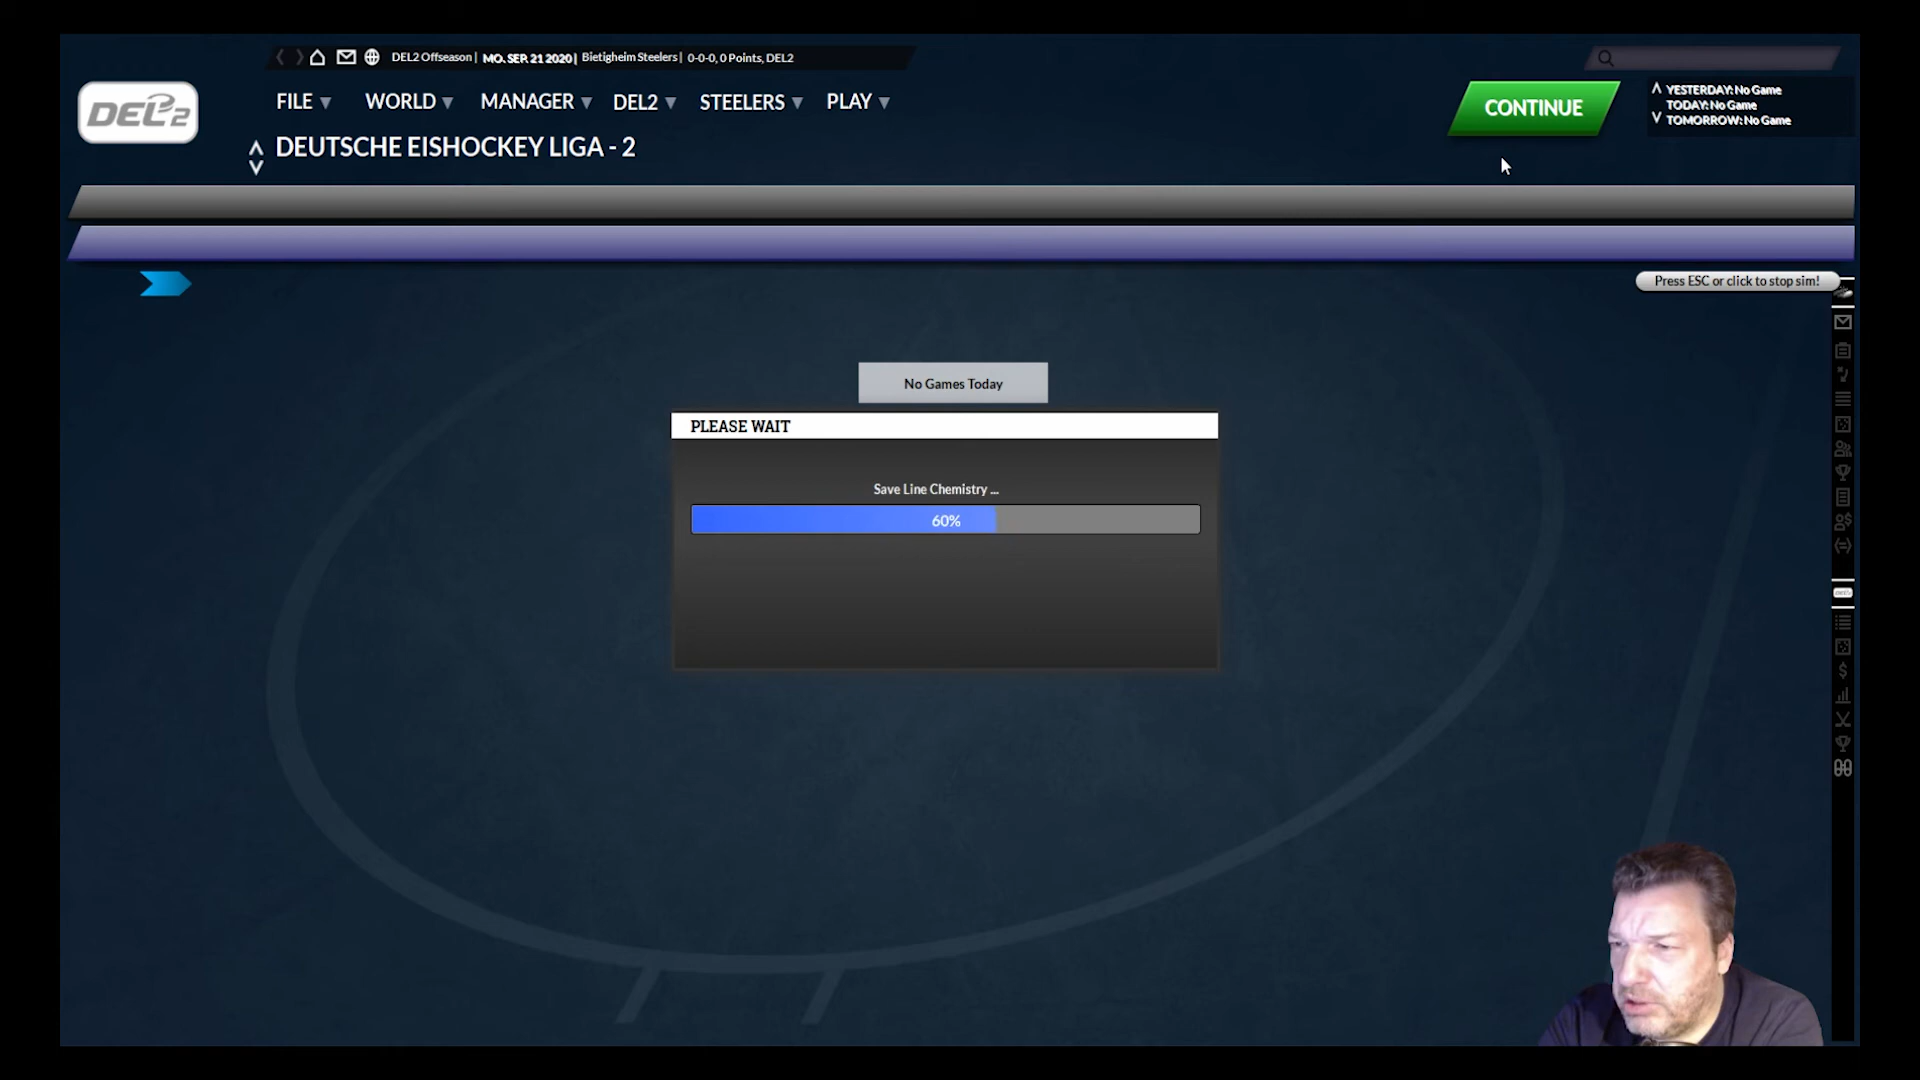 DEL2 Offseason | MO. SEP. 21 2020 | Bietigheim Steelers | 0-0-0, 0 Points, DEL2
DEL2
FILE WORLD MANAGER DEL2 STEELERS PLAY
CONTINUE
YESTERDAY: No Game
TODAY: No Game
TOMORROW: No Game
DEUTSCHE EISHOCKEY LIGA - 2
Press ESC or click to stop sim!
No Games Today
PLEASE WAIT
Save Line Chemistry ...
60%